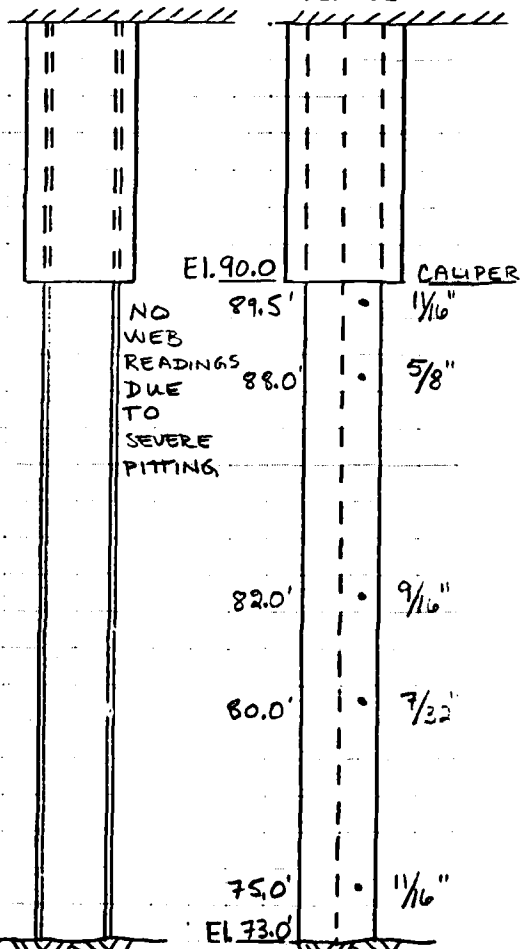 El. 90.0
CALIPER
89.5' 11/16"
NO
WEB
READINGS
DUE
TO
SEVERE
PITTING
88.0' 5/8"
82.0' 9/16"
80.0' 7/32"
75.0' 11/16"
El. 73.0'